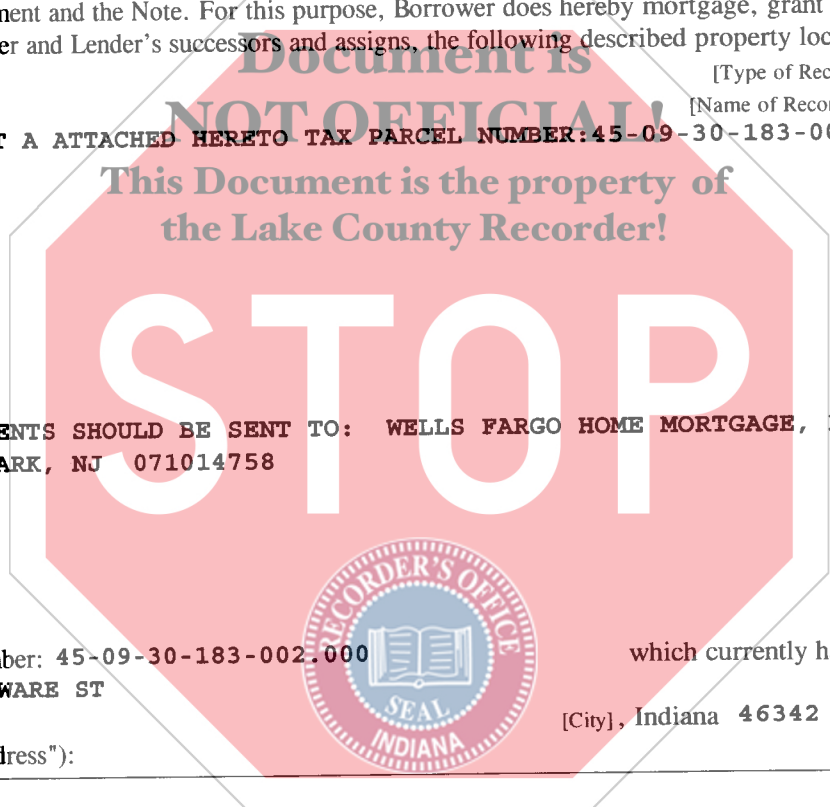 ment and the Note. For this purpose, Borrower does hereby mortgage, grant
er and Lender's successors and assigns, the following described property loc
Document is
[Type of Rec
NOT OFFICIAL!
[Name of Recor
T A ATTACHED HERETO TAX PARCEL NUMBER:45-09-30-183-00
This Document is the property of
the Lake County Recorder!
STOP
ENTS SHOULD BE SENT TO: WELLS FARGO HOME MORTGAGE,
ARK, NJ 071014758
RECORDER'S OFFICE
SEAL
INDIANA
ber: 45-09-30-183-002.000 which currently h
WARE ST
[City], Indiana 46342
dress"):